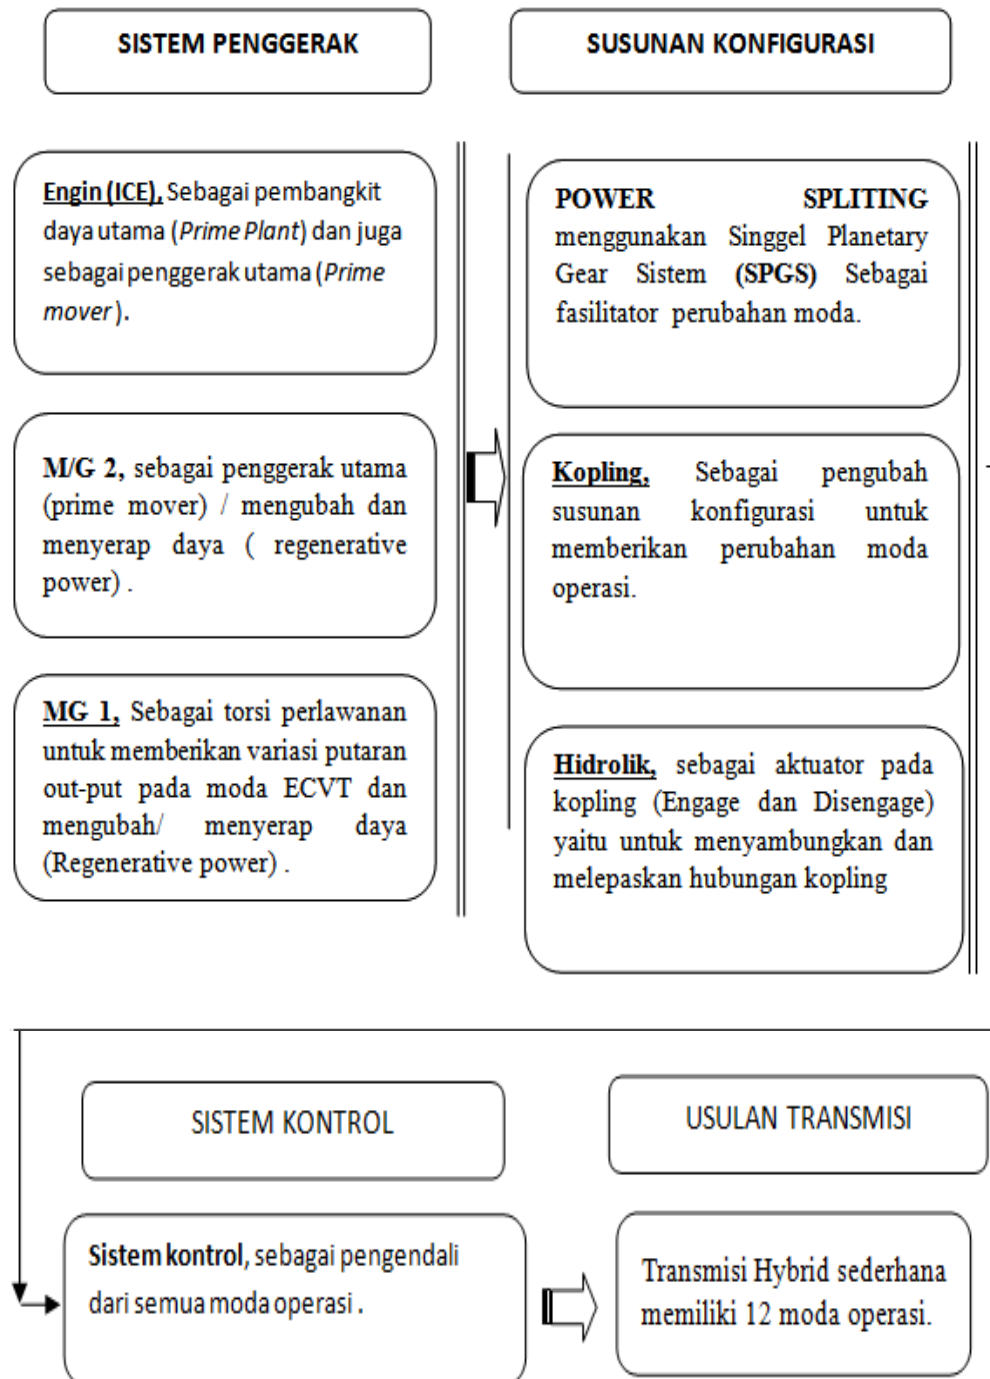 SISTEM PENGGERAK
SUSUNAN KONFIGURASI
Engin (ICE), Sebagai pembangkit
daya utama (Prime Plant) dan juga
sebagai penggerak utama (Prime
mover).
M/G 2, sebagai penggerak utama
(prime mover) / mengubah dan
menyerap daya ( regenerative
power) .
MG 1, Sebagai torsi perlawanan
untuk memberikan variasi putaran
out-put pada moda ECVT dan
mengubah/ menyerap daya
(Regenerative power) .
POWER SPLITING
menggunakan Singgel Planetary
Gear Sistem (SPGS) Sebagai
fasilitator perubahan moda.
Kopling, Sebagai pengubah
susunan konfigurasi untuk
memberikan perubahan moda
operasi.
Hidrolik, sebagai aktuator pada
kopling (Engage dan Disengage)
yaitu untuk menyambungkan dan
melepaskan hubungan kopling
SISTEM KONTROL
USULAN TRANSMISI
Sistem kontrol, sebagai pengendali
dari semua moda operasi .
Transmisi Hybrid sederhana
memiliki 12 moda operasi.